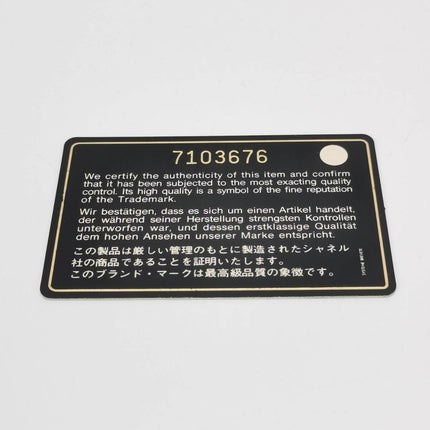 7103676
We certify the authenticity of this item and confirm
that it has been subjected to the most exacting quality
control. Its high quality is a symbol of the fine reputation
of the Trademark.
Wir bestätigen, dass es sich um einen Artikel handelt,
der während seiner Herstellung strengsten Kontrollen
unterworfen war, und dessen erstklassige Qualität
dem hohen Ansehen unserer Marke entspricht.
この製品は厳しい管理のもとに製造されたシャネル
社の商品であることを証明いたします。
このブランド・マークは最高級品質の象徴です。